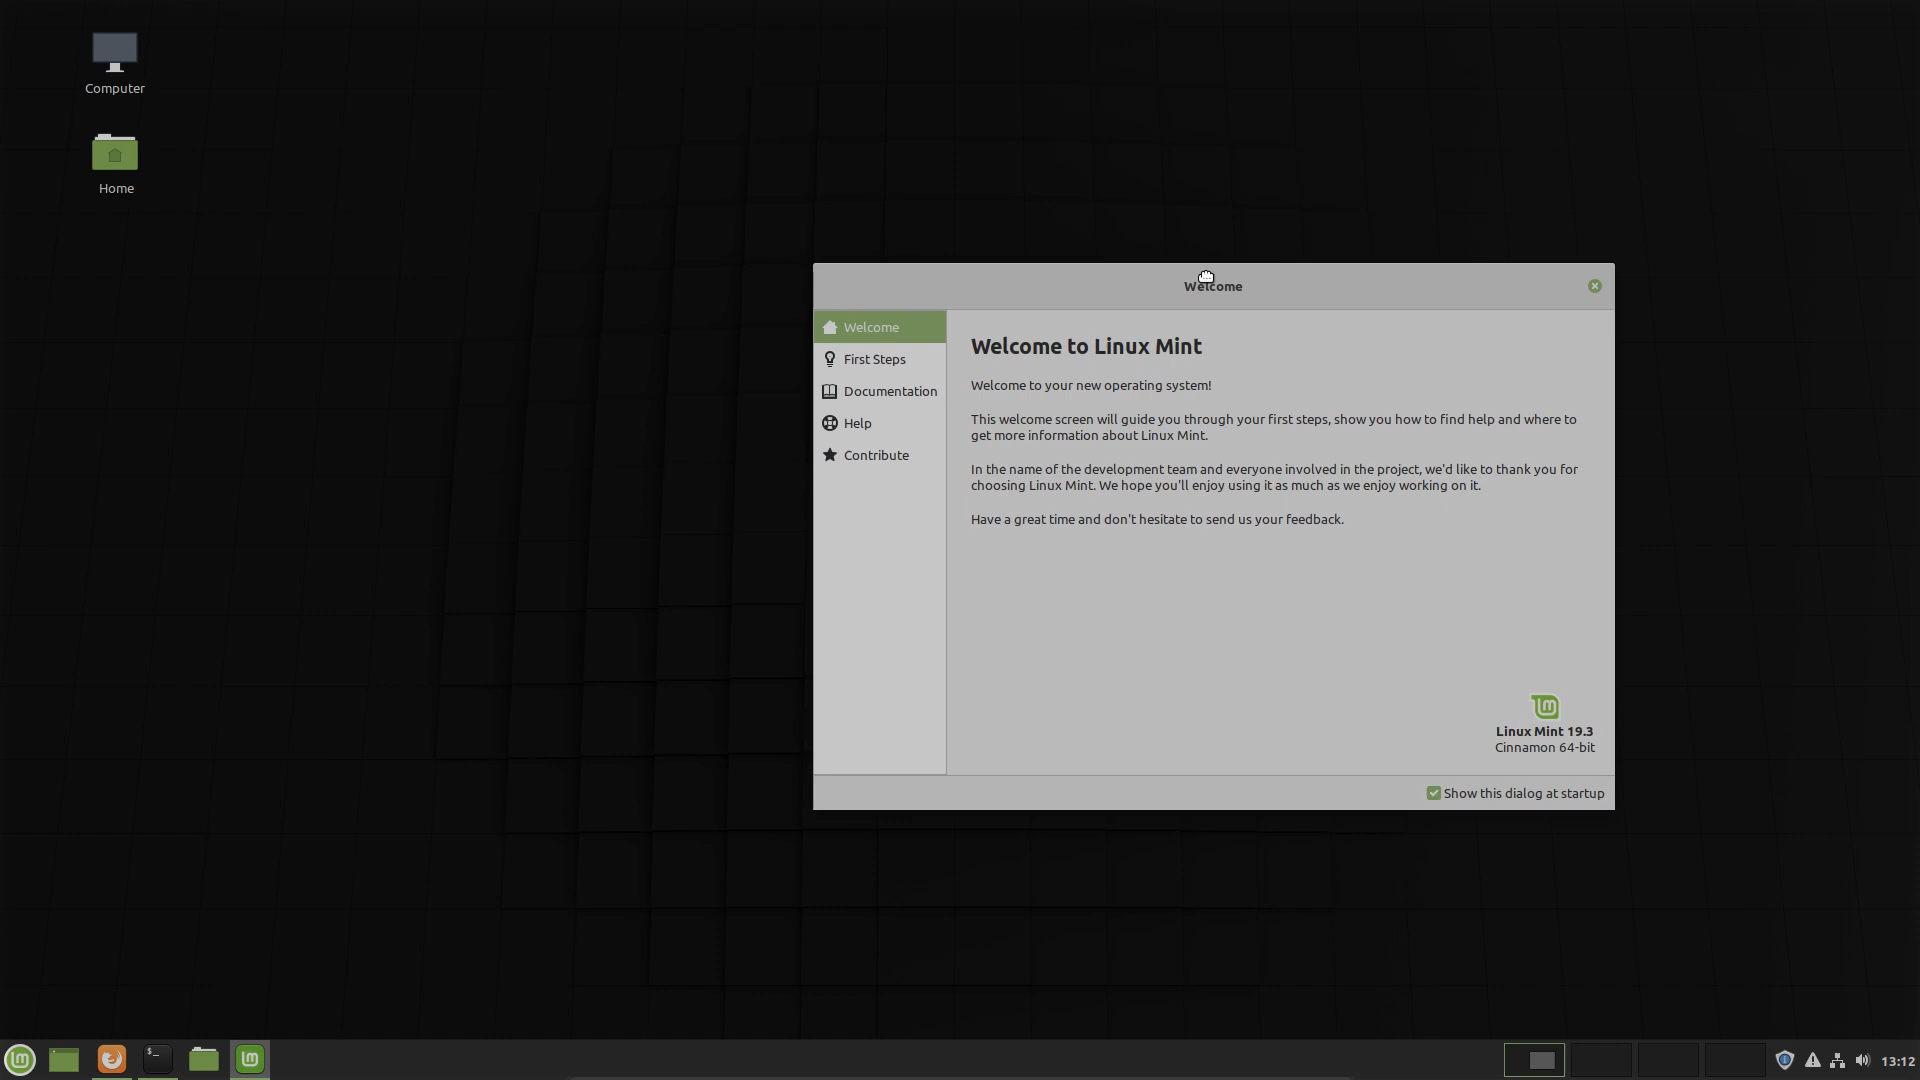 Computer
Home
Welcome
Welcome
First Steps
Documentation
Help
Contribute
Welcome to Linux Mint
Welcome to your new operating system!
This welcome screen will guide you through your first steps, show you how to find help and where to
get more information about Linux Mint.
In the name of the development team and everyone involved in the project, we'd like to thank you for
choosing Linux Mint. We hope you'll enjoy using it as much as we enjoy working on it.
Have a great time and don't hesitate to send us your feedback.
Linux Mint 19.3
Cinnamon 64-bit
Show this dialog at startup
$_
13:12